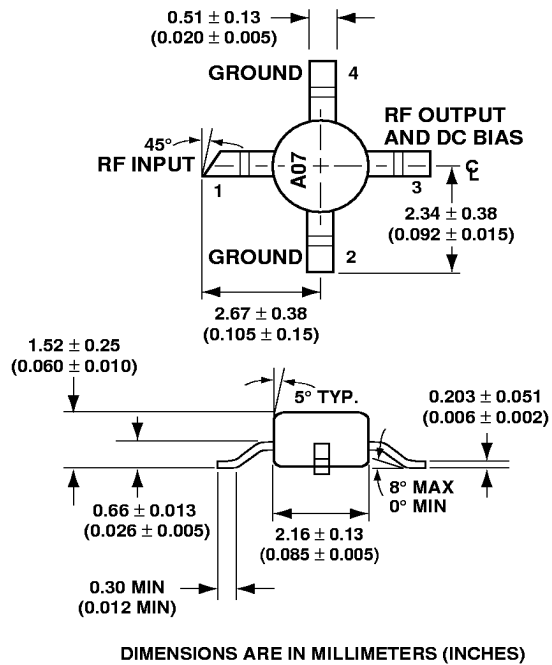 0.51 ± 0.13
(0.020 ± 0.005)
GROUND
4
RF OUTPUT
AND DC BIAS
45°
RF INPUT
A07
℄
1
3
2.34 ± 0.38
(0.092 ± 0.015)
GROUND
2
2.67 ± 0.38
(0.105 ± 0.15)
1.52 ± 0.25
(0.060 ± 0.010)
5° TYP.
0.203 ± 0.051
(0.006 ± 0.002)
8° MAX
0° MIN
0.66 ± 0.013
(0.026 ± 0.005)
2.16 ± 0.13
(0.085 ± 0.005)
0.30 MIN
(0.012 MIN)
DIMENSIONS ARE IN MILLIMETERS (INCHES)